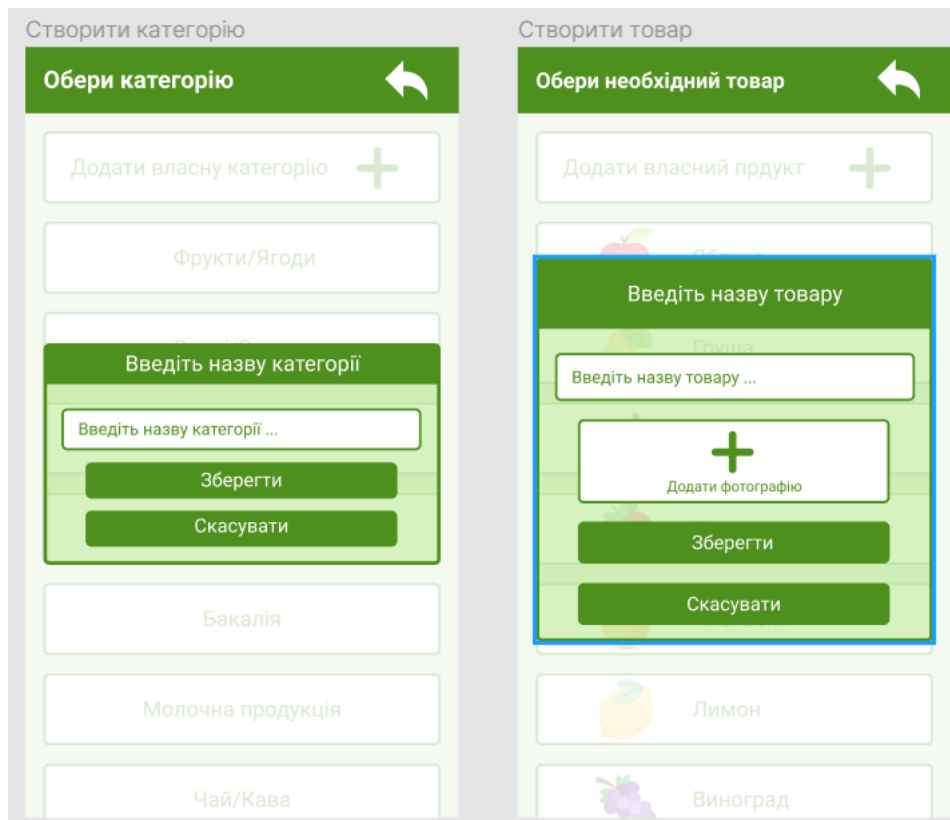 Створити категорію
Обери категорію
Додати власну категорію
Фрукти/Ягоди
Введіть назву категорії
Введіть назву категорії ...
Зберегти
Скасувати
Бакалія
Молочна продукція
Чай/Кава
Створити товар
Обери необхідний товар
Додати власний прдукт
Введіть назву товару
Груша
Введіть назву товару ...
Додати фотографію
Зберегти
Скасувати
Лимон
Виноград